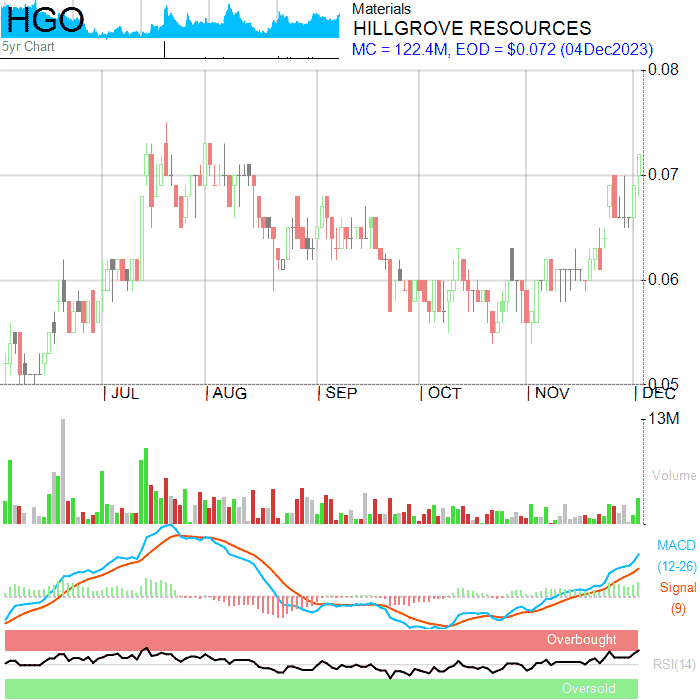 HGO
5yr Chart
Materials
HILLGROVE RESOURCES
MC = 122.4M, EOD = $0.072 (04Dec2023)
0.08
0.07
0.06
0.05
JUL AUG SEP OCT NOV DEC
13M
Volume
MACD
(12-26)
Signal
(9)
Overbought
RSI(14)
Oversold